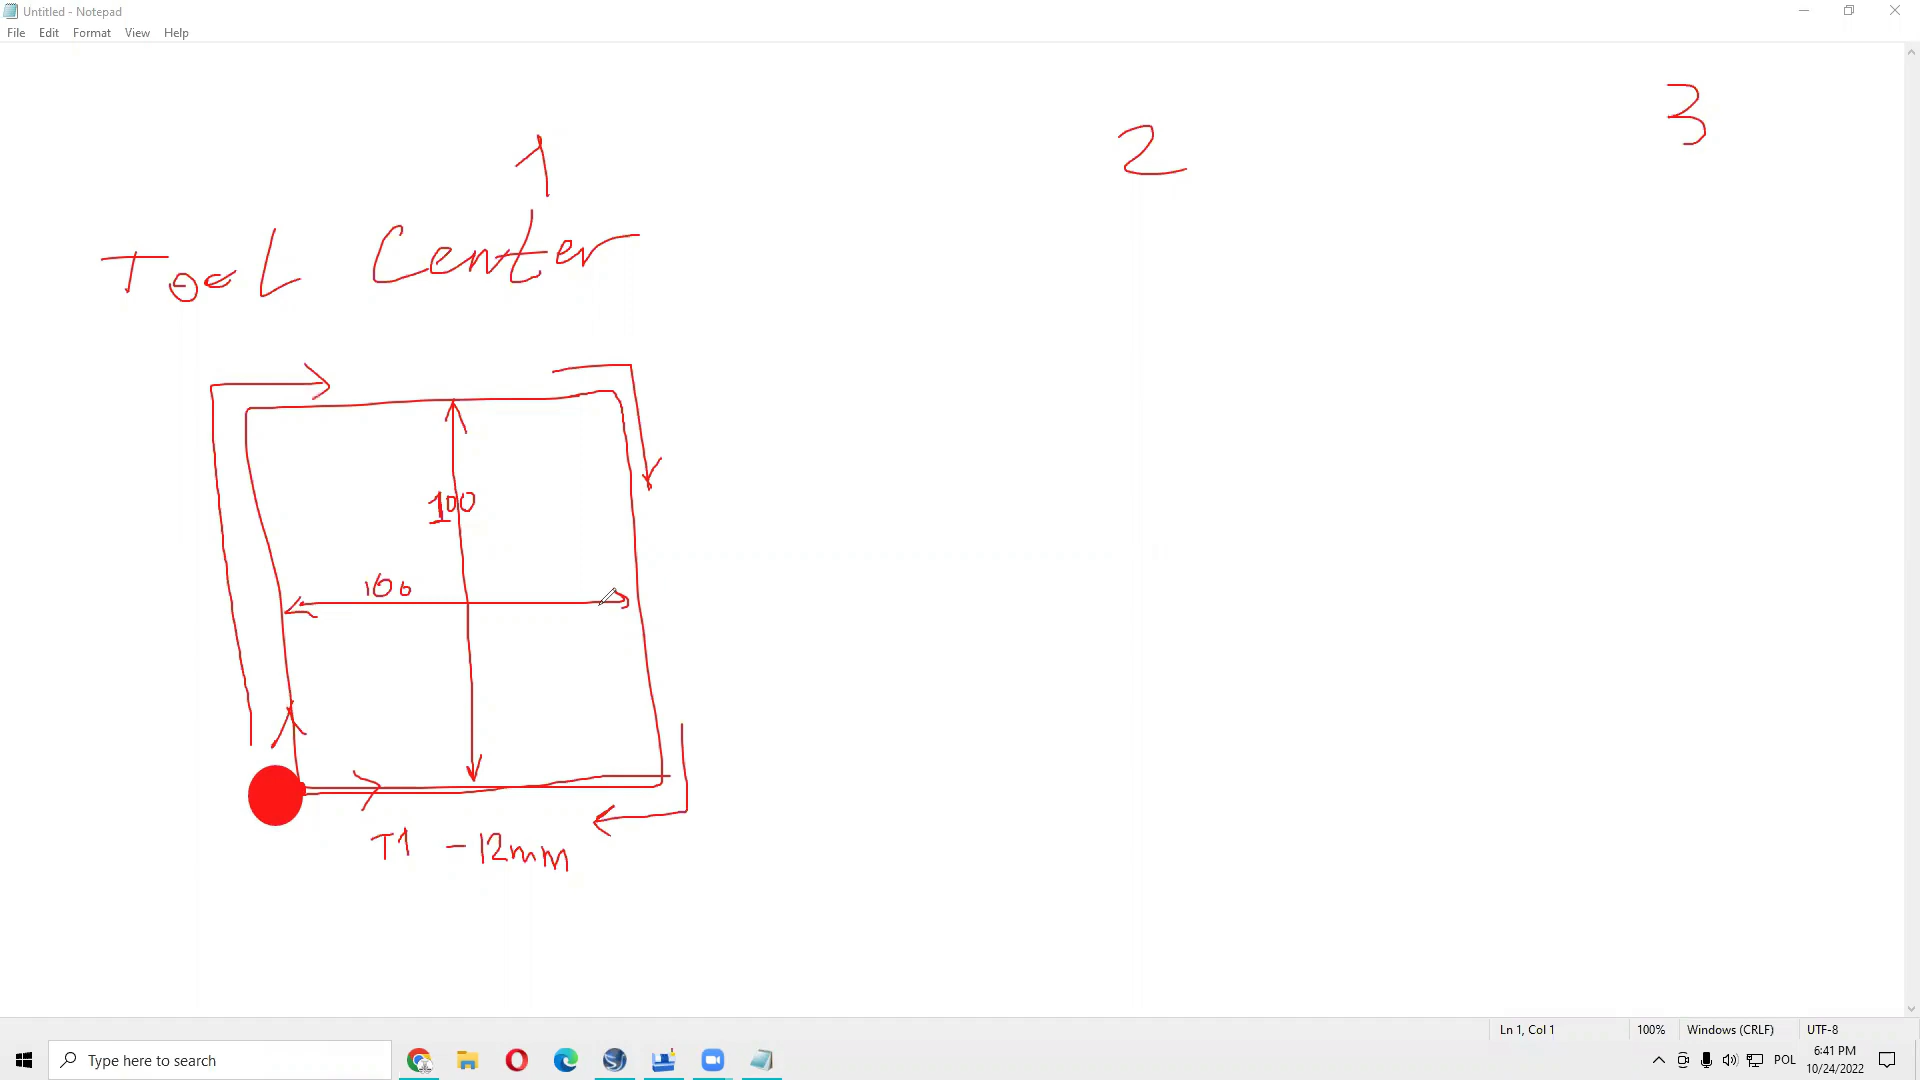 Untitled - Notepad
File Edit Format View Help
3
2
1
Tool Center
100
100
T1 - 12mm
Ln 1, Col 1 100% Windows (CRLF) UTF-8
Type here to search
POL
6:41 PM
10/24/2022